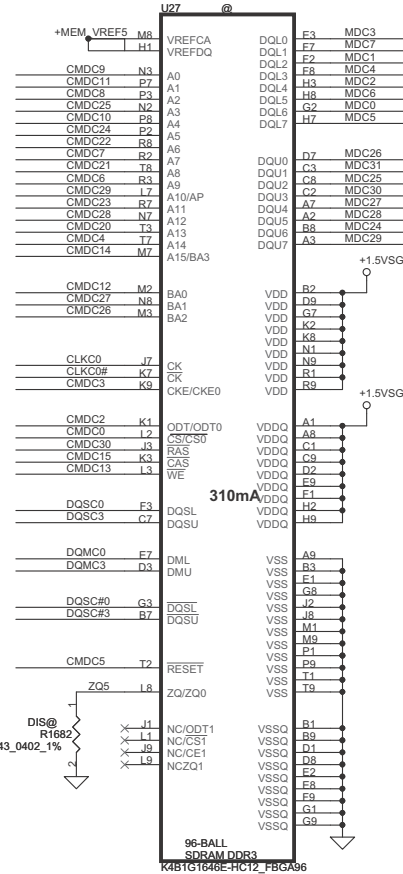 U27 @
+MEM_VREF5 M8 VREFCA DQL0 E3 MDC3
H1 VREFDQ DQL1 F7 MDC7
DQL2 F2 MDC1
CMDC9 N3 A0 DQL3 F8 MDC4
CMDC11 P7 A1 DQL4 H3 MDC2
CMDC8 P3 A2 DQL5 H8 MDC6
CMDC25 N2 A3 DQL6 G2 MDC0
CMDC10 P8 A4 DQL7 H7 MDC5
CMDC24 P2 A5
CMDC22 R8 A6
CMDC7 R2 A7 DQU0 D7 MDC26
CMDC21 T8 A8 DQU1 C3 MDC31
CMDC6 R3 A9 DQU2 C8 MDC25
CMDC29 L7 A10/AP DQU3 C2 MDC30
CMDC23 R7 A11 DQU4 A7 MDC27
CMDC28 N7 A12 DQU5 A2 MDC28
CMDC20 T3 A13 DQU6 B8 MDC24
CMDC4 T7 A14 DQU7 A3 MDC29
CMDC14 M7 A15/BA3
+1.5VSG
CMDC12 M2 BA0 VDD B2
CMDC27 N8 BA1 VDD D9
CMDC26 M3 BA2 VDD G7
VDD K2
VDD K8
VDD N1
CLKC0 J7 CK VDD N9
CLKC0# K7 CK VDD R1
CMDC3 K9 CKE/CKE0 VDD R9
+1.5VSG
CMDC2 K1 ODT/ODT0 VDDQ A1
CMDC0 L2 CS/CS0 VDDQ A8
CMDC30 J3 RAS VDDQ C1
CMDC15 K3 CAS VDDQ C9
CMDC13 L3 WE VDDQ D2
VDDQ E9
310mA VDDQ F1
DQSC0 F3 DQSL VDDQ H2
DQSC3 C7 DQSU VDDQ H9
DQMC0 E7 DML VSS A9
DQMC3 D3 DMU VSS B3
VSS E1
VSS G8
DQSC#0 G3 DQSL VSS J2
DQSC#3 B7 DQSU VSS J8
VSS M1
VSS M9
VSS P1
CMDC5 T2 RESET VSS P9
VSS T1
ZQ5 L8 ZQ/ZQ0 VSS T9
1
DIS@
R1682
43_0402_1%
2
J1 NC/ODT1 VSSQ B1
L1 NC/CS1 VSSQ B9
J9 NC/CE1 VSSQ D1
L9 NCZQ1 VSSQ D8
VSSQ E2
VSSQ E8
VSSQ F9
VSSQ G1
VSSQ G9
96-BALL
SDRAM DDR3
K4B1G1646E-HC12_FBGA96